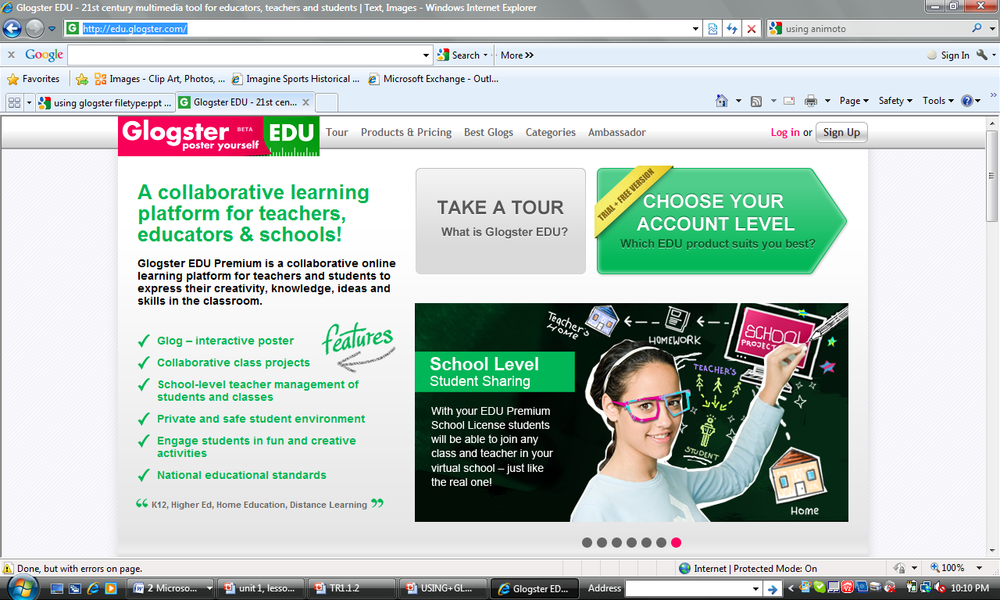 Glogster EDU - 21st century multimedia tool for educators, teachers and students | Text, Images - Windows Internet Explorer
http://edu.glogster.com/
using animoto
Google
Search
More »
Sign In
Favorites
Images - Clip Art, Photos, ...
Imagine Sports Historical ...
Microsoft Exchange - Outl...
using glogster filetype:ppt ...
Glogster EDU - 21st cen...
Page
Safety
Tools
Glogster BETA EDU
poster yourself
Tour
Products & Pricing
Best Glogs
Categories
Ambassador
Log in or
Sign Up
A collaborative learning
platform for teachers,
educators & schools!
Glogster EDU Premium is a collaborative online
learning platform for teachers and students to
express their creativity, knowledge, ideas and
skills in the classroom.
features
Glog – interactive poster
Collaborative class projects
School-level teacher management of
students and classes
Private and safe student environment
Engage students in fun and creative
activities
National educational standards
“ K12, Higher Ed, Home Education, Distance Learning ”
TAKE A TOUR
What is Glogster EDU?
TRIAL + FREE VERSION
CHOOSE YOUR
ACCOUNT LEVEL
Which EDU product suits you best?
Teacher's
HOME
HOMEWORK
SCHOOL
PROJECT
TEACHER'S
STUDENT
Home
School Level
Student Sharing
With your EDU Premium
School License students
will be able to join any
class and teacher in your
virtual school – just like
the real one!
Done, but with errors on page.
Internet | Protected Mode: On
100%
2 Microso...
unit 1, lesso...
TR1.1.2
USING+GL...
Glogster ED...
Address
10:10 PM